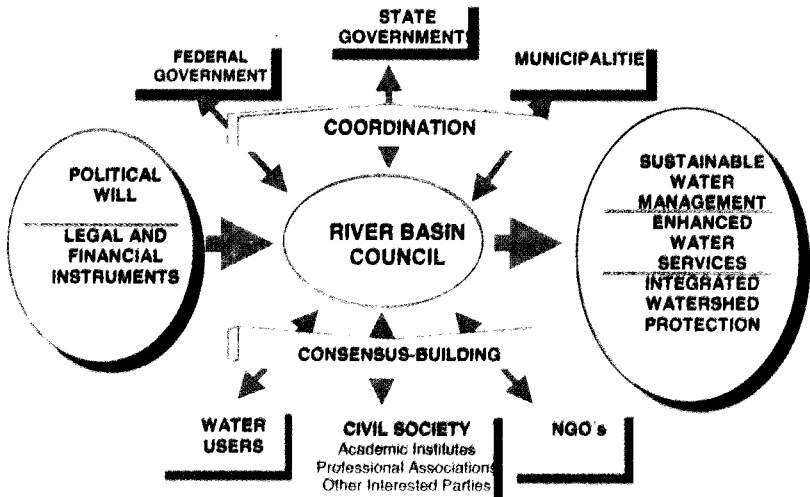 STATE
GOVERNMENTS
FEDERAL
GOVERNMENT
MUNICIPALITIE
COORDINATION
POLITICAL
WILL
LEGAL AND
FINANCIAL
INSTRUMENTS
RIVER BASIN
COUNCIL
SUSTAINABLE
WATER
MANAGEMENT
ENHANCED
WATER
SERVICES
INTEGRATED
WATERSHED
PROTECTION
CONSENSUS-BUILDING
WATER
USERS
CIVIL SOCIETY
Academic Institutes
Professional Associations
Other Interested Parties
NGO's